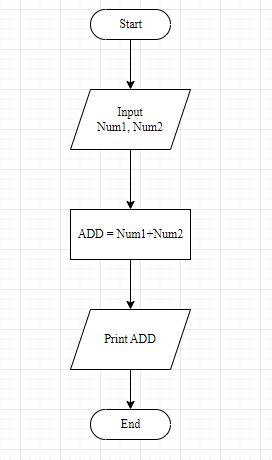 Start
Input
Num1, Num2
ADD = Num1+Num2
Print ADD
End